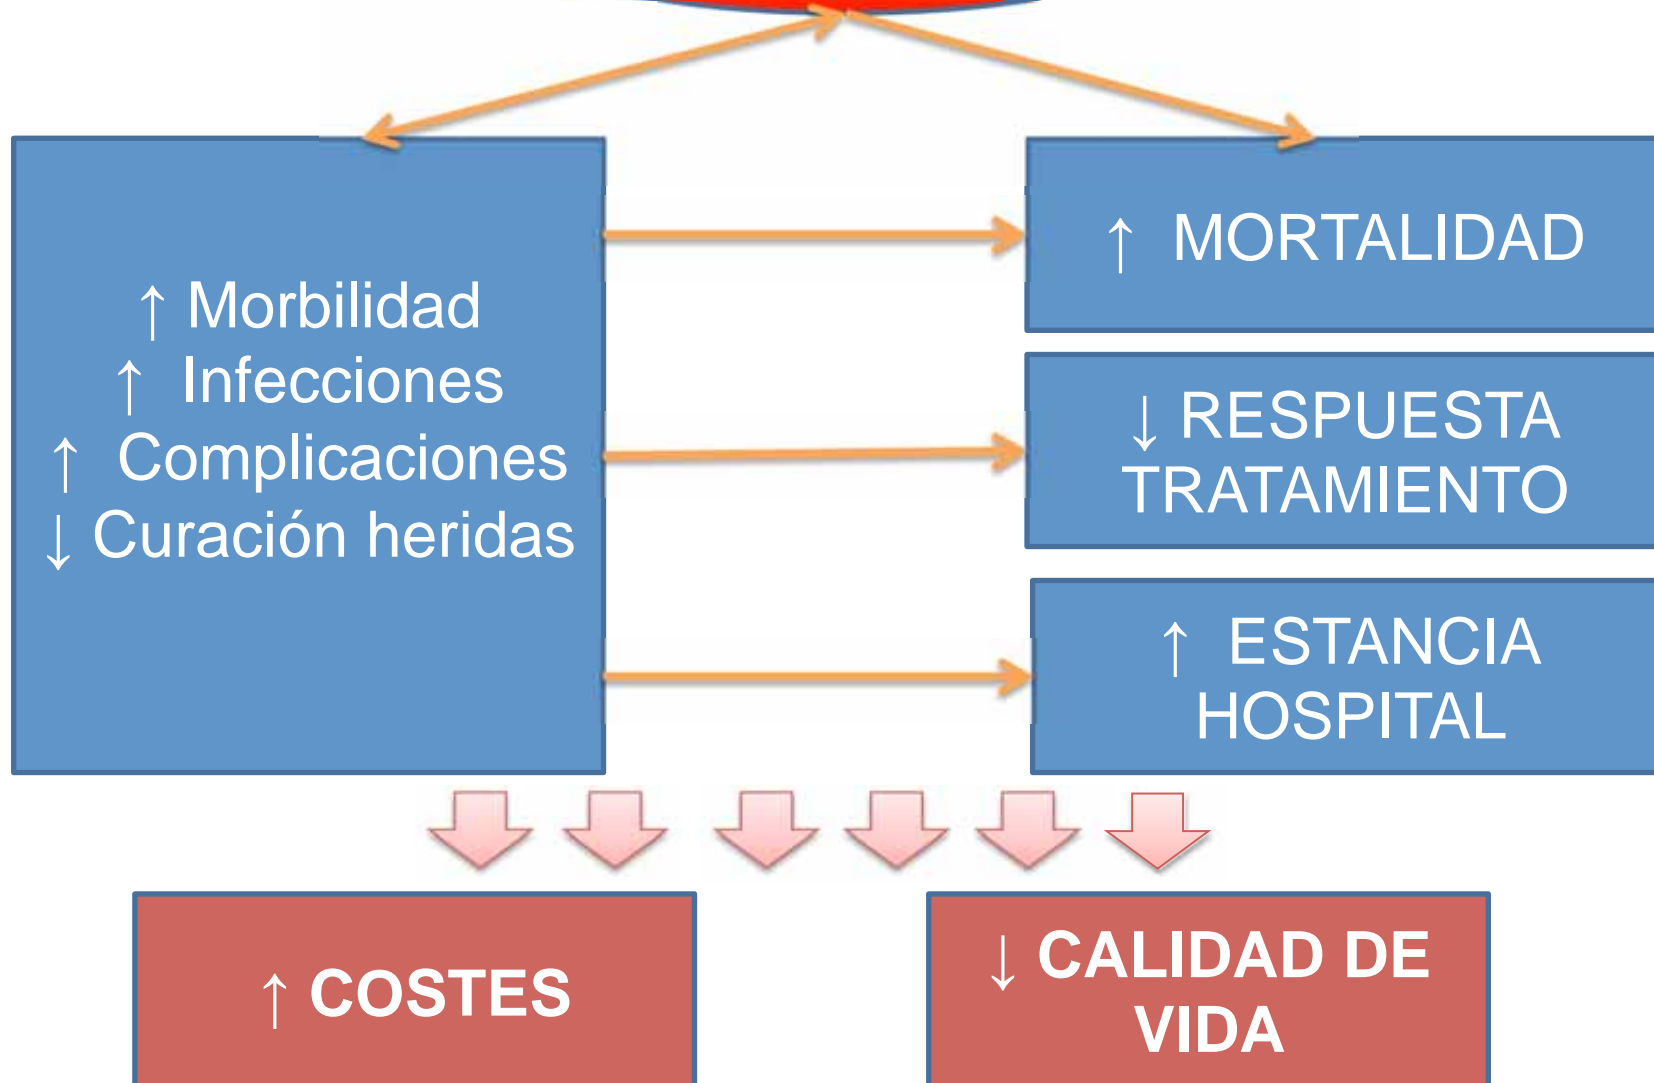 ↑ Morbilidad
↑ Infecciones
↑ Complicaciones
↓ Curación heridas
↑ MORTALIDAD
↓ RESPUESTA
TRATAMIENTO
↑ ESTANCIA
HOSPITAL
↑ COSTES
↓ CALIDAD DE
VIDA